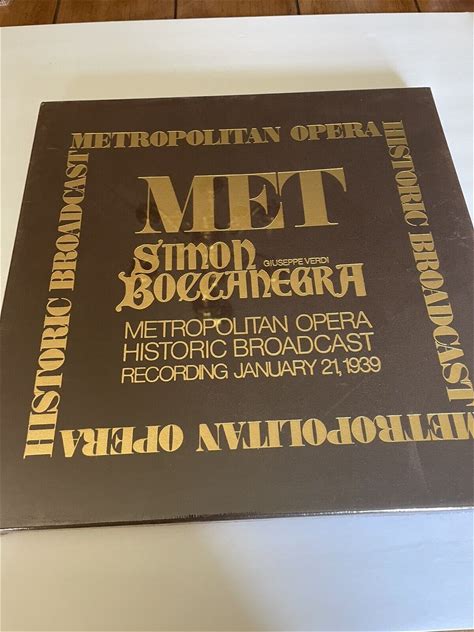 METROPOLITAN OPERA
HISTORIC BROADCAST
MET
SIMON
GIUSEPPE VERDI
BOCCANEGRA
METROPOLITAN OPERA
HISTORIC BROADCAST
RECORDING JANUARY 21, 1939
HISTORIC BROADCAST
METROPOLITAN OPERA